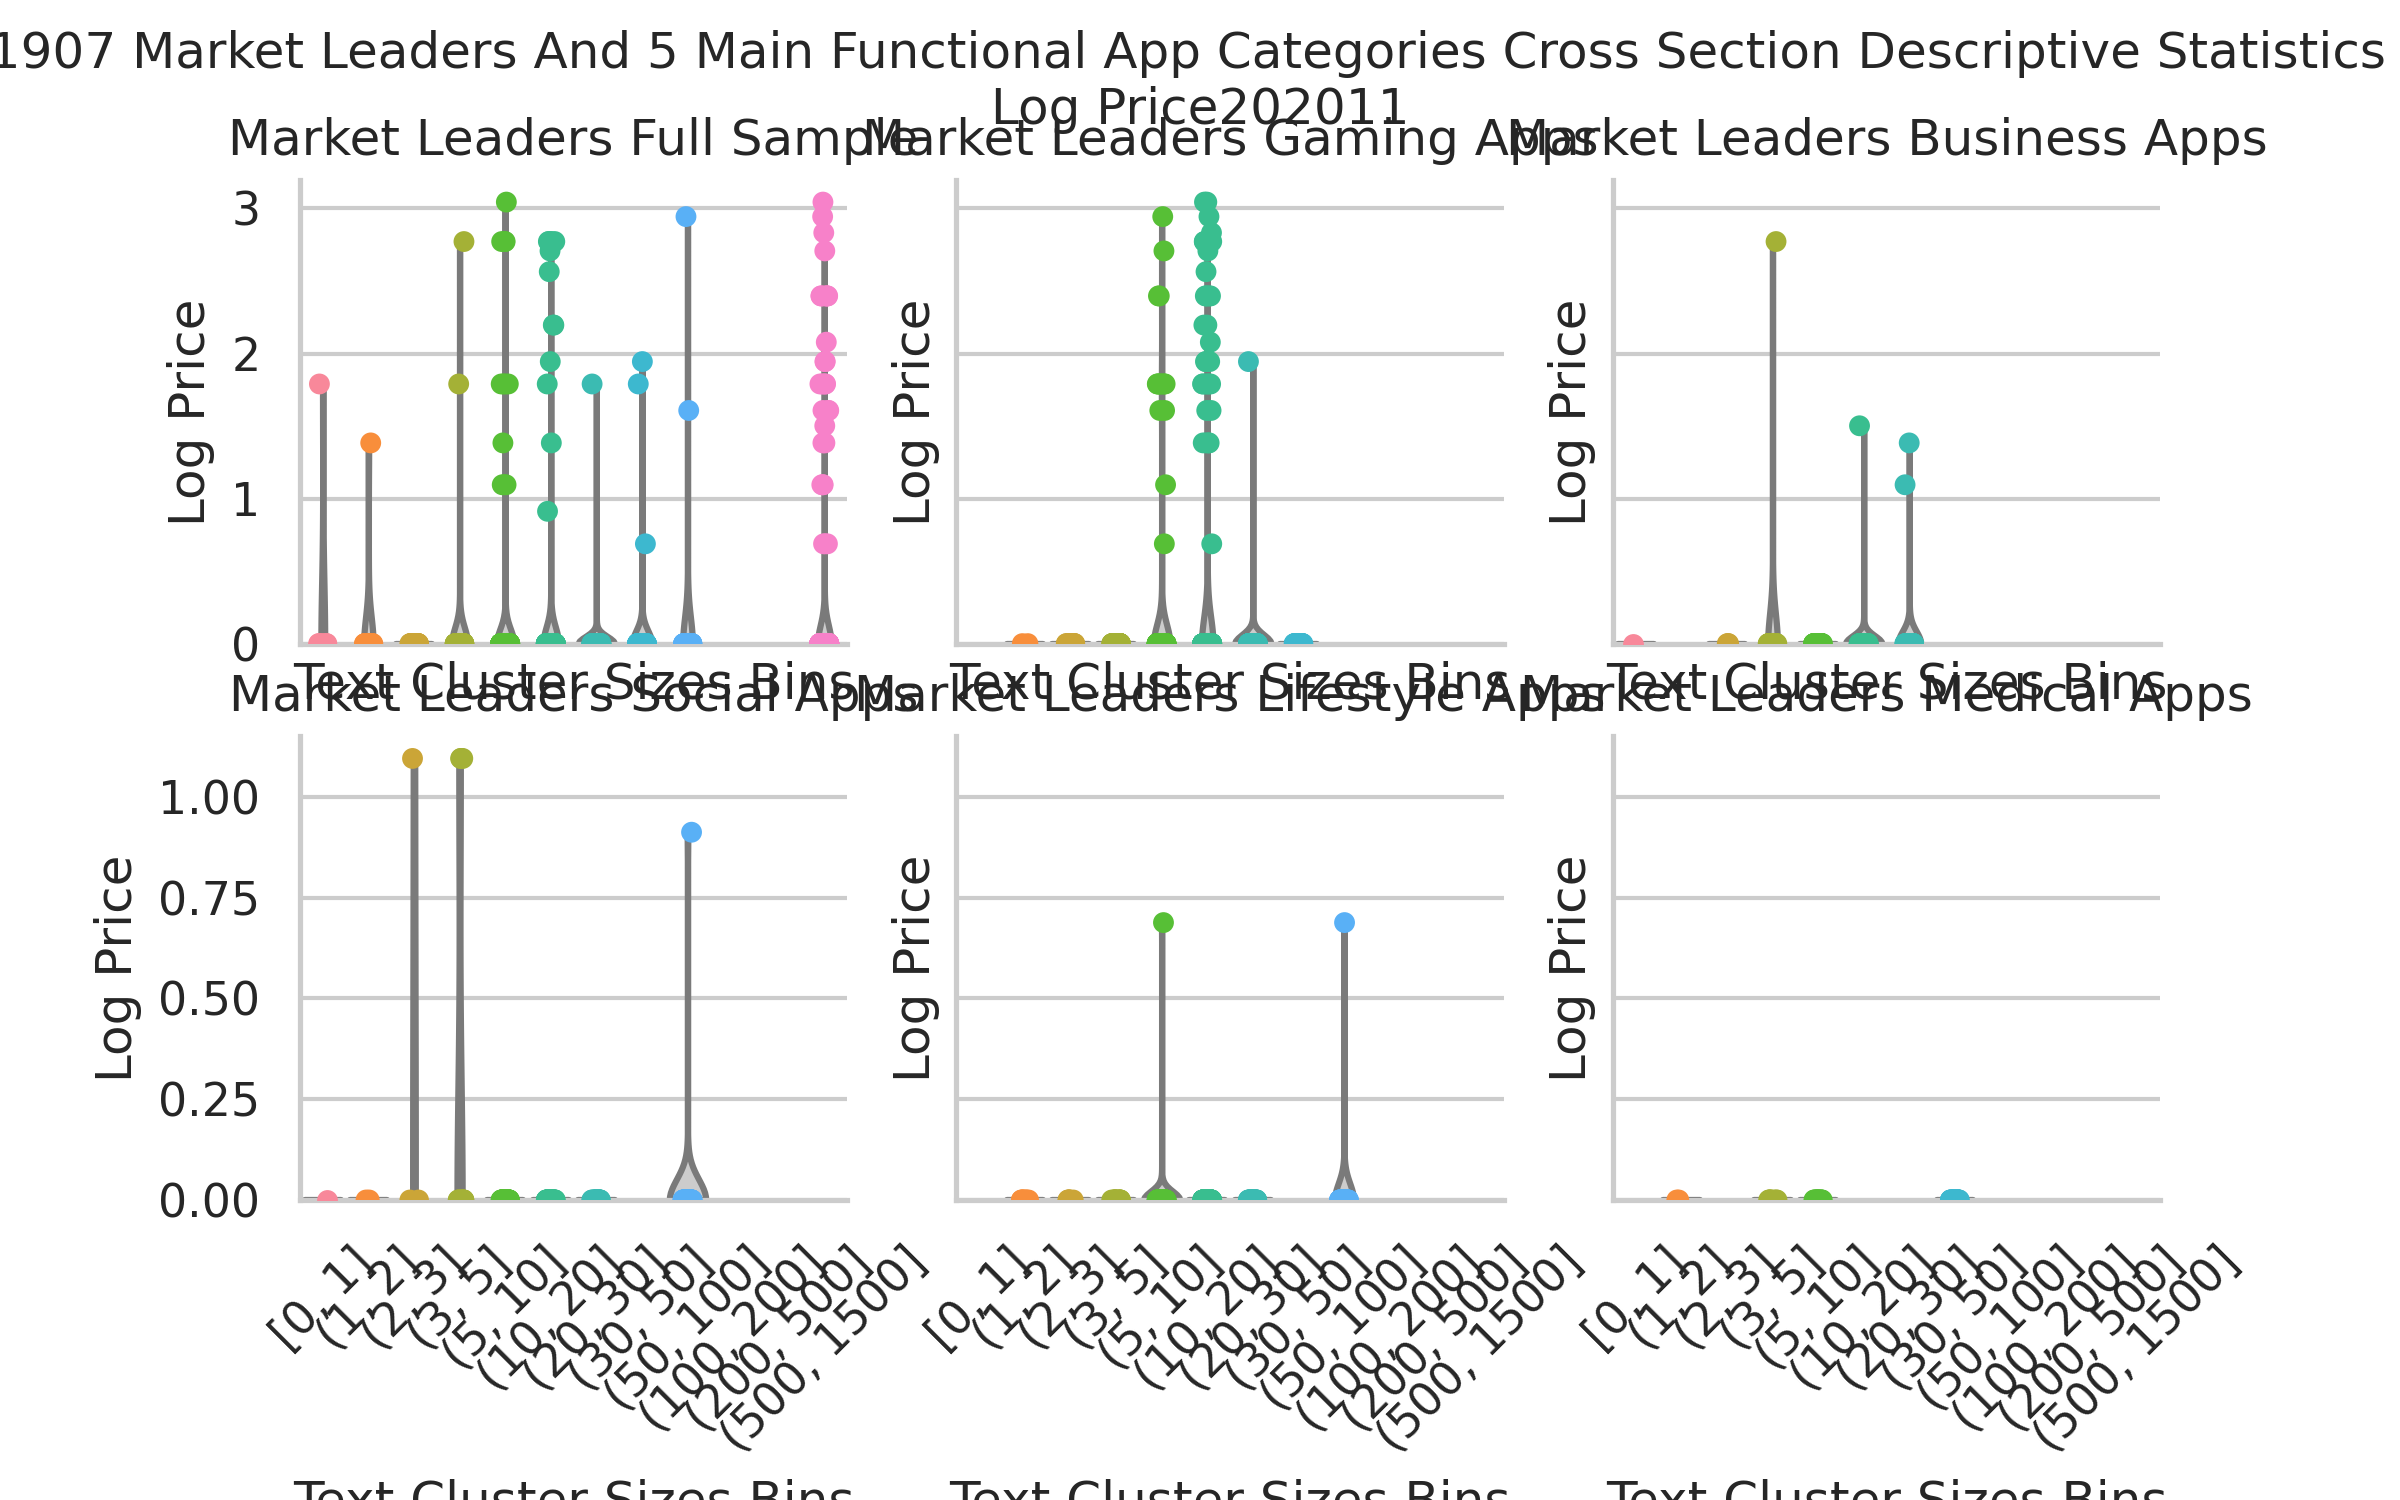 1907 Market Leaders And 5 Main Functional App Categories Cross Section Descriptive Statistics
Log Price202011
Market Leaders Full Sample
Market Leaders Gaming Apps
Market Leaders Business Apps
Log Price
3
2
1
0
Text Cluster Sizes Bins
Log Price
Text Cluster Sizes Bins
Log Price
Text Cluster Sizes Bins
Market Leaders Social Apps
Market Leaders Lifestyle Apps
Market Leaders Medical Apps
Log Price
1.00
0.75
0.50
0.25
0.00
Log Price
Log Price
[0, 1]
(1, 2]
(2, 3]
(3, 5]
(5, 10]
(10, 20]
(20, 30]
(30, 50]
(50, 100]
(100, 200]
(200, 500]
(500, 1500]
[0, 1]
(1, 2]
(2, 3]
(3, 5]
(5, 10]
(10, 20]
(20, 30]
(30, 50]
(50, 100]
(100, 200]
(200, 500]
(500, 1500]
[0, 1]
(1, 2]
(2, 3]
(3, 5]
(5, 10]
(10, 20]
(20, 30]
(30, 50]
(50, 100]
(100, 200]
(200, 500]
(500, 1500]
Text Cluster Sizes Bins
Text Cluster Sizes Bins
Text Cluster Sizes Bins